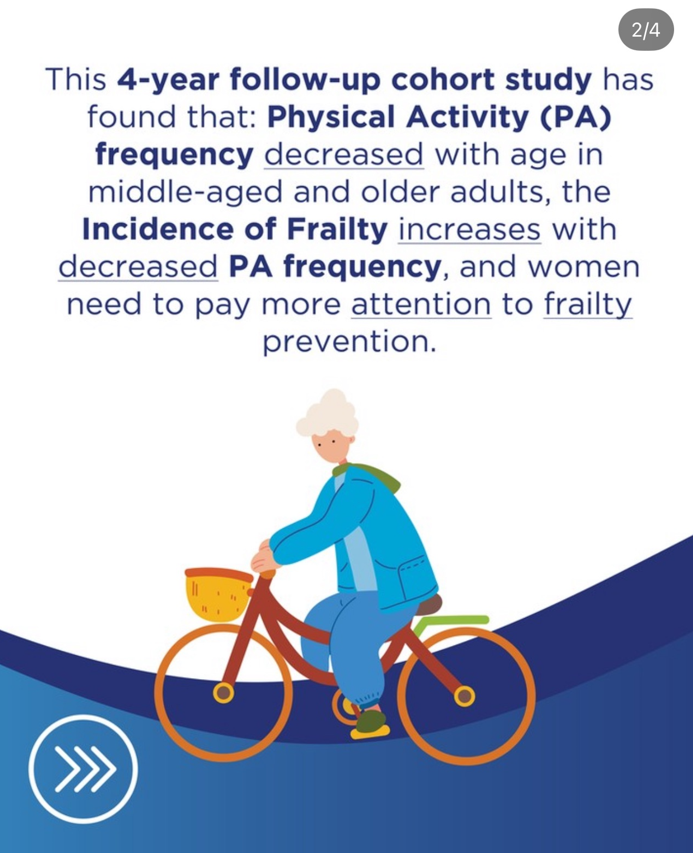 2/4
This 4-year follow-up cohort study has
found that: Physical Activity (PA)
frequency decreased with age in
middle-aged and older adults, the
Incidence of Frailty increases with
decreased PA frequency, and women
need to pay more attention to frailty
prevention.